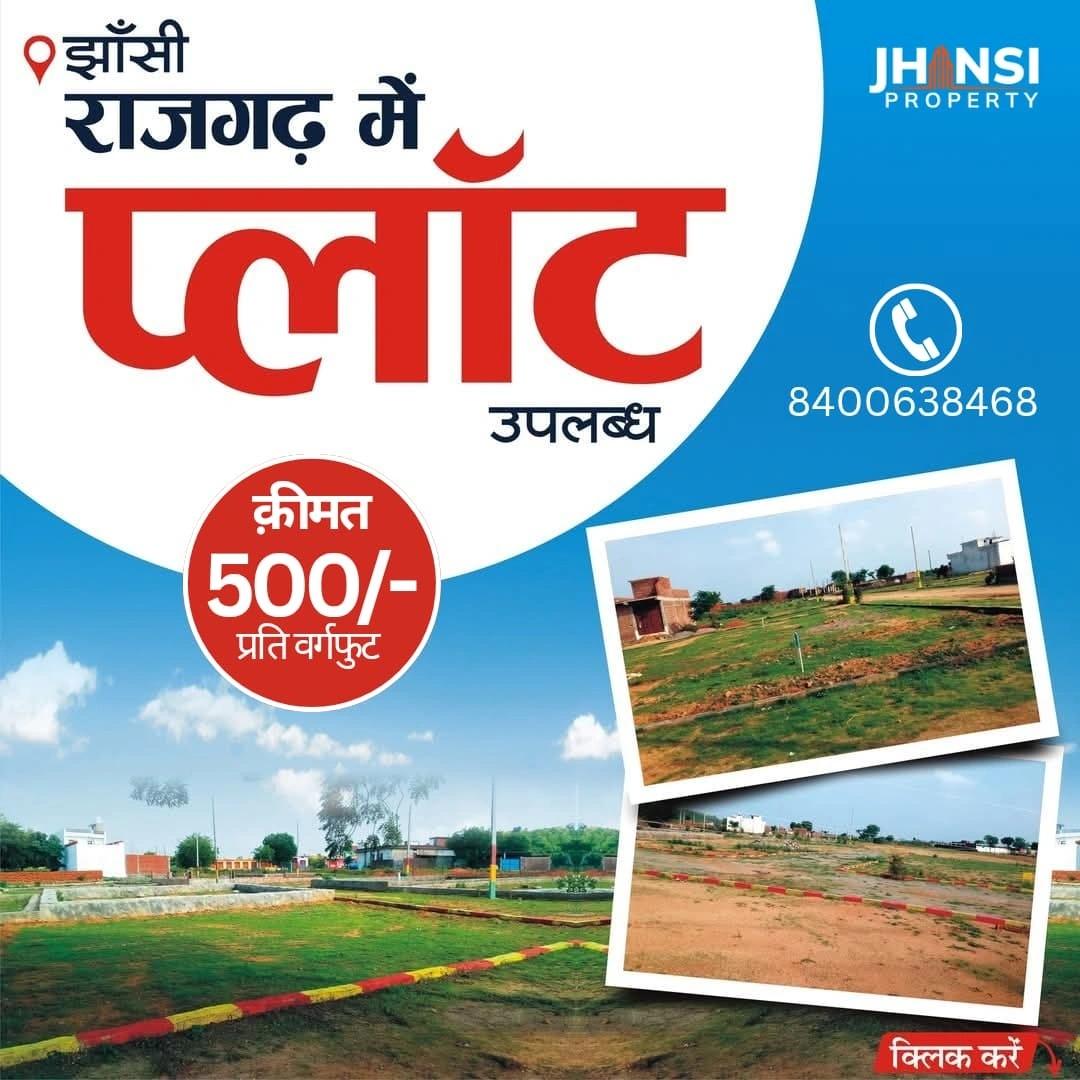 झाँसी
राजगढ़ में
प्लॉट
उपलब्ध
JHANSI
PROPERTY
8400638468
क़ीमत
500/-
प्रति वर्गफुट
क्लिक करें